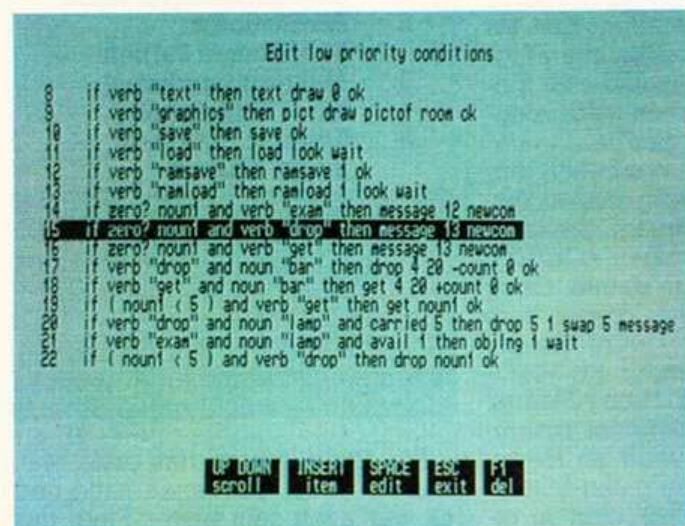 Edit low priority conditions
8 if verb "text" then text draw 0 ok
9 if verb "graphics" then pict draw pictof room ok
10 if verb "save" then save ok
11 if verb "load" then load look wait
12 if verb "ramsave" then ramsave 1 ok
13 if verb "ramload" then ramload 1 look wait
14 if zero? noun1 and verb "exam" then message 12 newcom
15 if zero? noun1 and verb "drop" then message 13 newcom
16 if zero? noun1 and verb "get" then message 13 newcom
17 if verb "drop" and noun "bar" then drop 4 20 -count 0 ok
18 if verb "get" and noun "bar" then get 4 20 +count 0 ok
19 if ( noun1 < 5 ) and verb "get" then get noun1 ok
20 if verb "drop" and noun "lamp" and carried 5 then drop 5 1 swap 5 message
21 if verb "exam" and noun "lamp" and avail 1 then objlng 1 wait
22 if ( noun1 < 5 ) and verb "drop" then drop noun1 ok
UP DOWN INSERT SPACE ESC F1
scroll item edit exit del